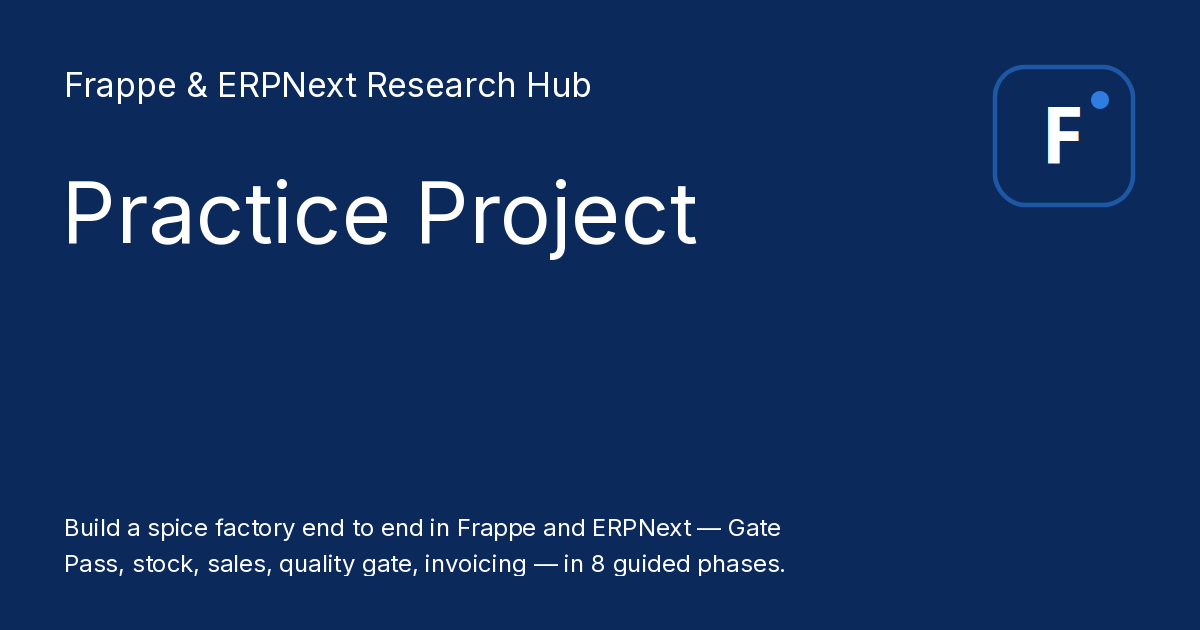 Frappe & ERPNext Research Hub
F
Practice Project
Build a spice factory end to end in Frappe and ERPNext — Gate
Pass, stock, sales, quality gate, invoicing — in 8 guided phases.